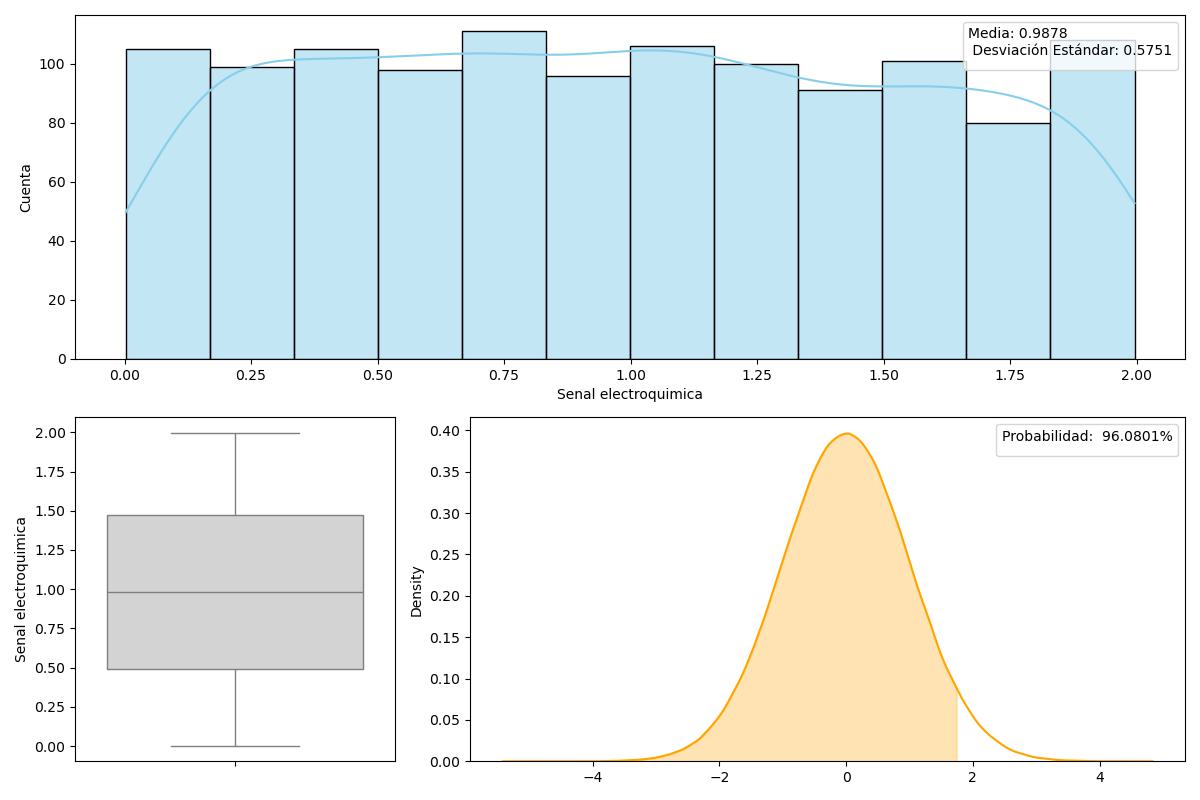 Media: 0.9878
Desviación Estándar: 0.5751
100
80
60
40
20
0
Cuenta
0.00 0.25 0.50 0.75 1.00 1.25 1.50 1.75 2.00
Senal electroquimica
2.00
1.75
1.50
1.25
1.00
0.75
0.50
0.25
0.00
Senal electroquimica
Probabilidad: 96.0801%
0.40
0.35
0.30
0.25
0.20
0.15
0.10
0.05
0.00
Density
−4 −2 0 2 4